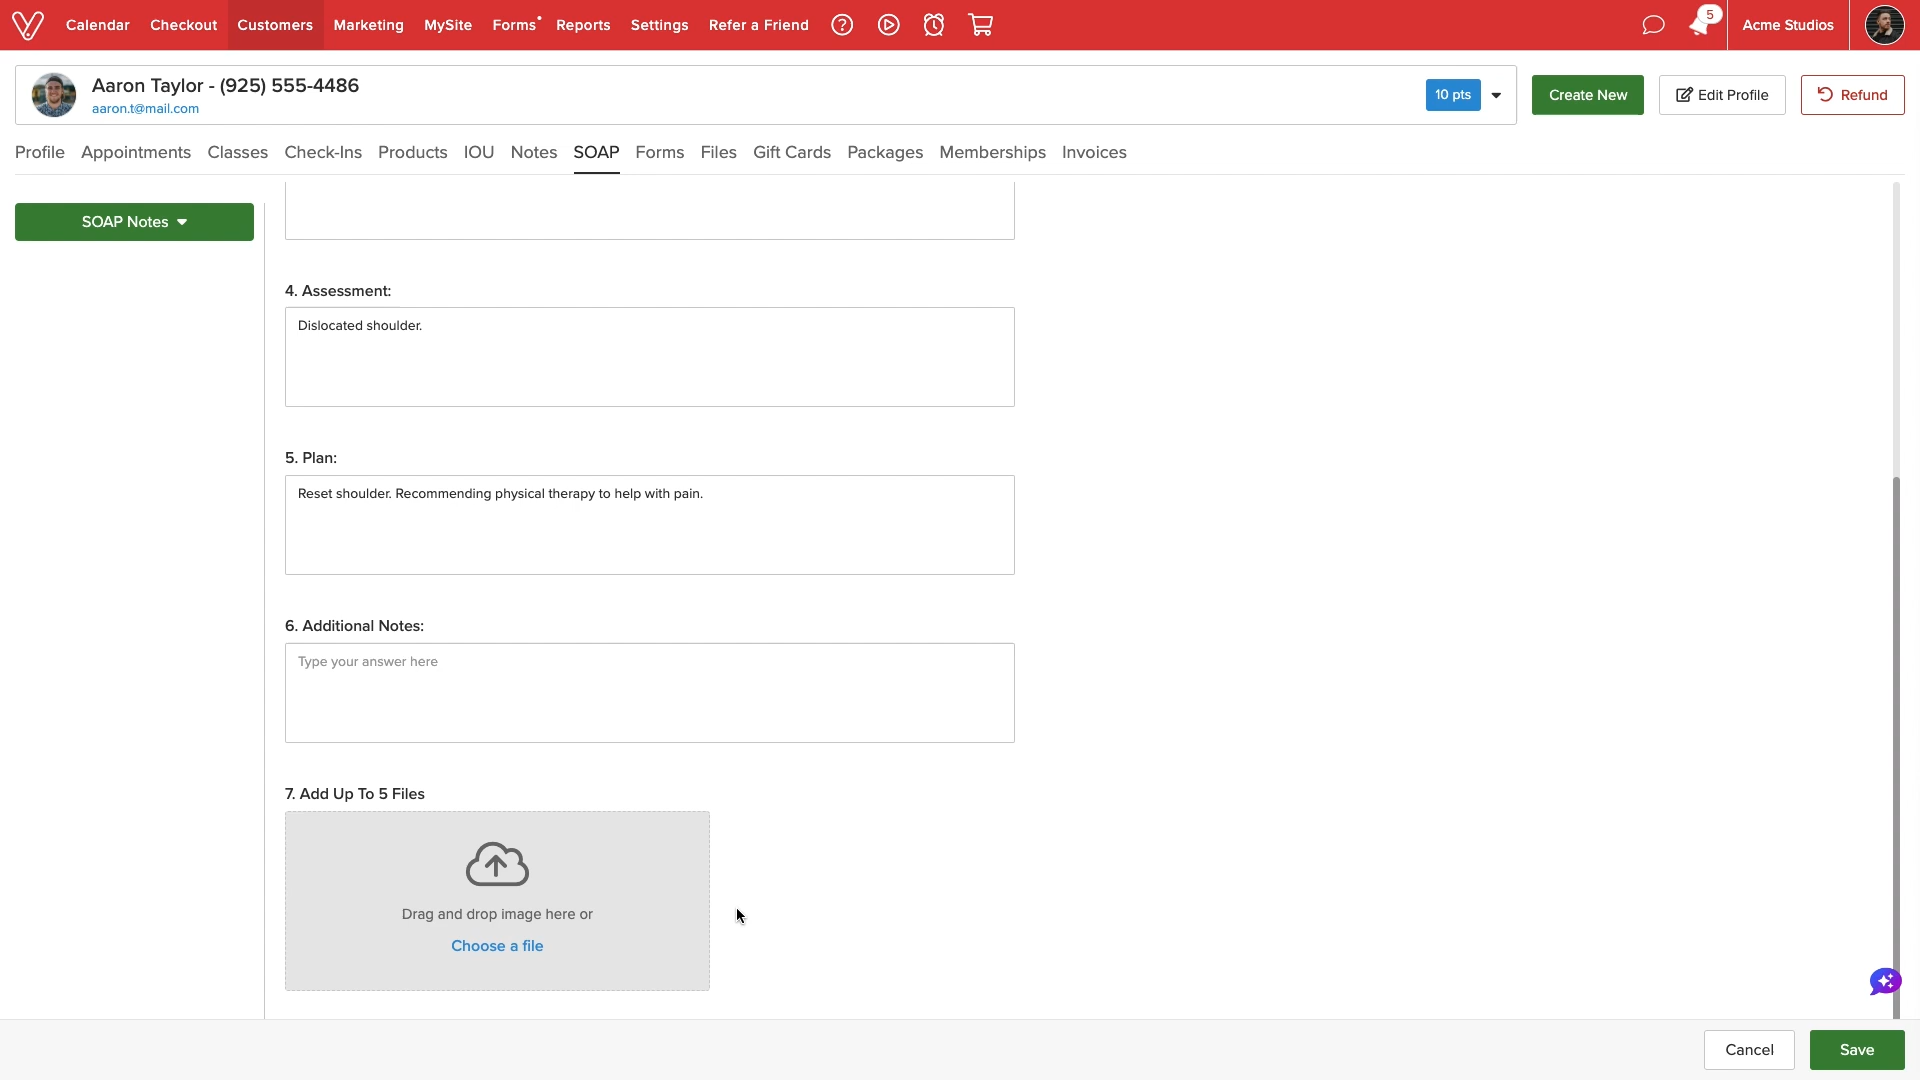 Calendar Checkout Customers Marketing MySite Forms Reports Settings Refer a Friend 5 Acme Studios
Aaron Taylor - (925) 555-4486
aaron.t@mail.com
10 pts Create New Edit Profile Refund
Profile Appointments Classes Check-Ins Products IOU Notes SOAP Forms Files Gift Cards Packages Memberships Invoices
SOAP Notes
4. Assessment:
Dislocated shoulder.
5. Plan:
Reset shoulder. Recommending physical therapy to help with pain.
6. Additional Notes:
Type your answer here
7. Add Up To 5 Files
Drag and drop image here or
Choose a file
Cancel Save